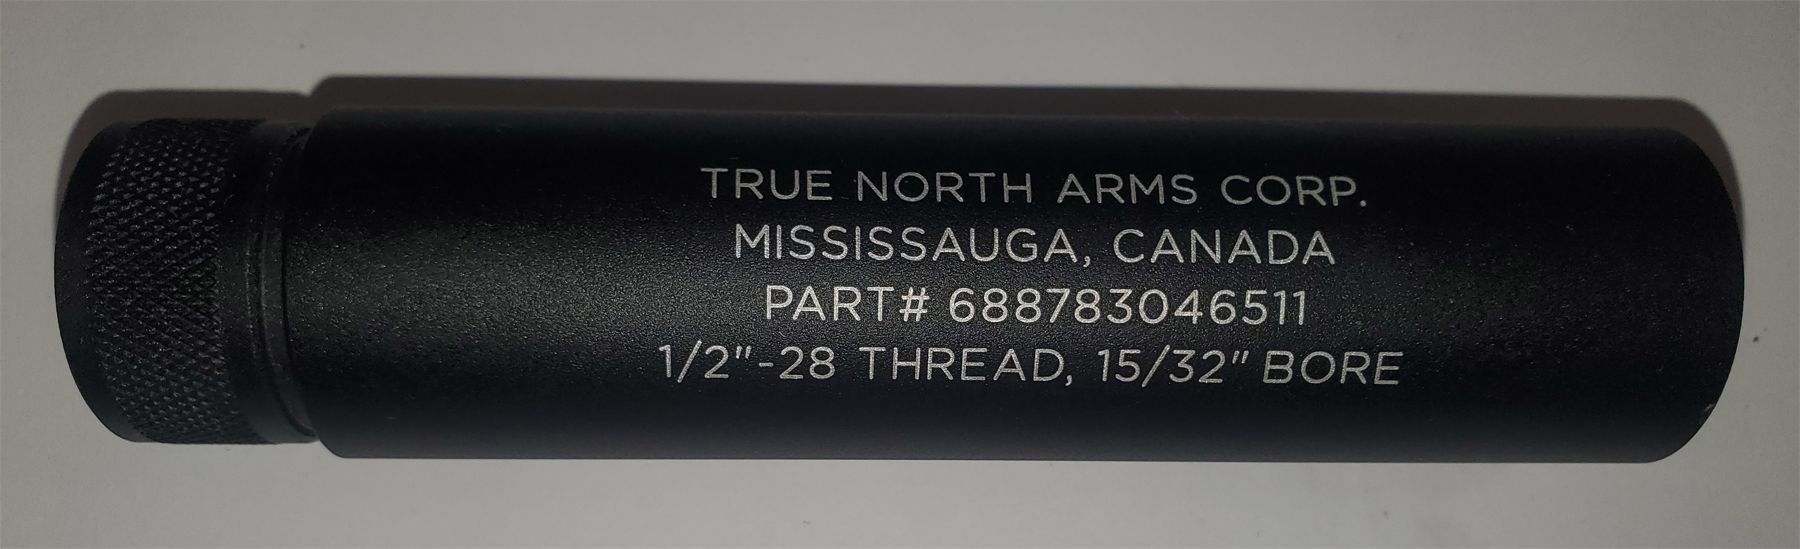 TRUE NORTH ARMS CORP.
MISSISSAUGA, CANADA
PART# 688783046511
1/2"-28 THREAD, 15/32" BORE